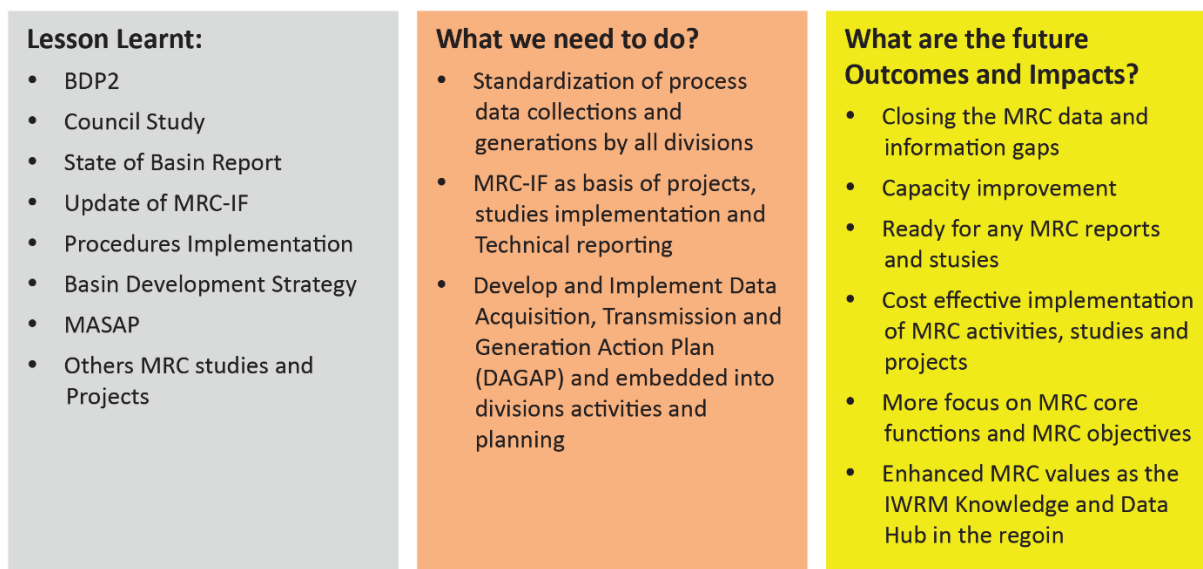 Lesson Learnt:
• BDP2
• Council Study
• State of Basin Report
• Update of MRC-IF
• Procedures Implementation
• Basin Development Strategy
• MASAP
• Others MRC studies and
Projects
What we need to do?
• Standardization of process
data collections and
generations by all divisions
• MRC-IF as basis of projects,
studies implementation and
Technical reporting
• Develop and Implement Data
Acquisition, Transmission and
Generation Action Plan
(DAGAP) and embedded into
divisions activities and
planning
What are the future
Outcomes and Impacts?
• Closing the MRC data and
information gaps
• Capacity improvement
• Ready for any MRC reports
and stusies
• Cost effective implementation
of MRC activities, studies and
projects
• More focus on MRC core
functions and MRC objectives
• Enhanced MRC values as the
IWRM Knowledge and Data
Hub in the regoin